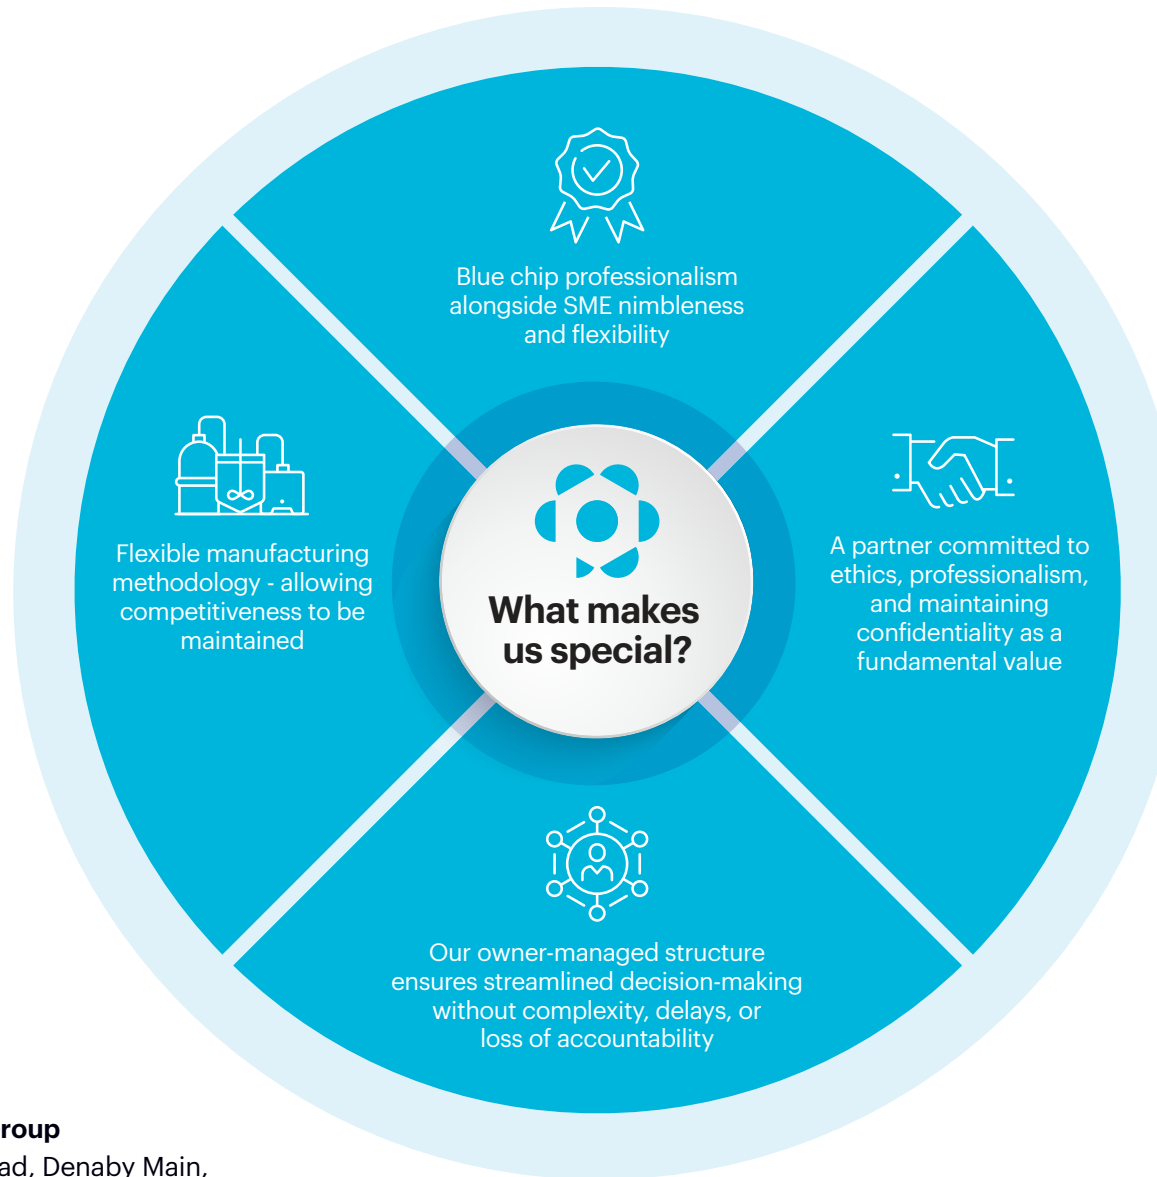 Blue chip professionalism
alongside SME nimbleness
and flexibility
Flexible manufacturing
methodology - allowing
competitiveness to be
maintained
What makes
us special?
A partner committed to
ethics, professionalism,
and maintaining
confidentiality as a
fundamental value
Our owner-managed structure
ensures streamlined decision-making
without complexity, delays, or
loss of accountability
roup
ad, Denaby Main,